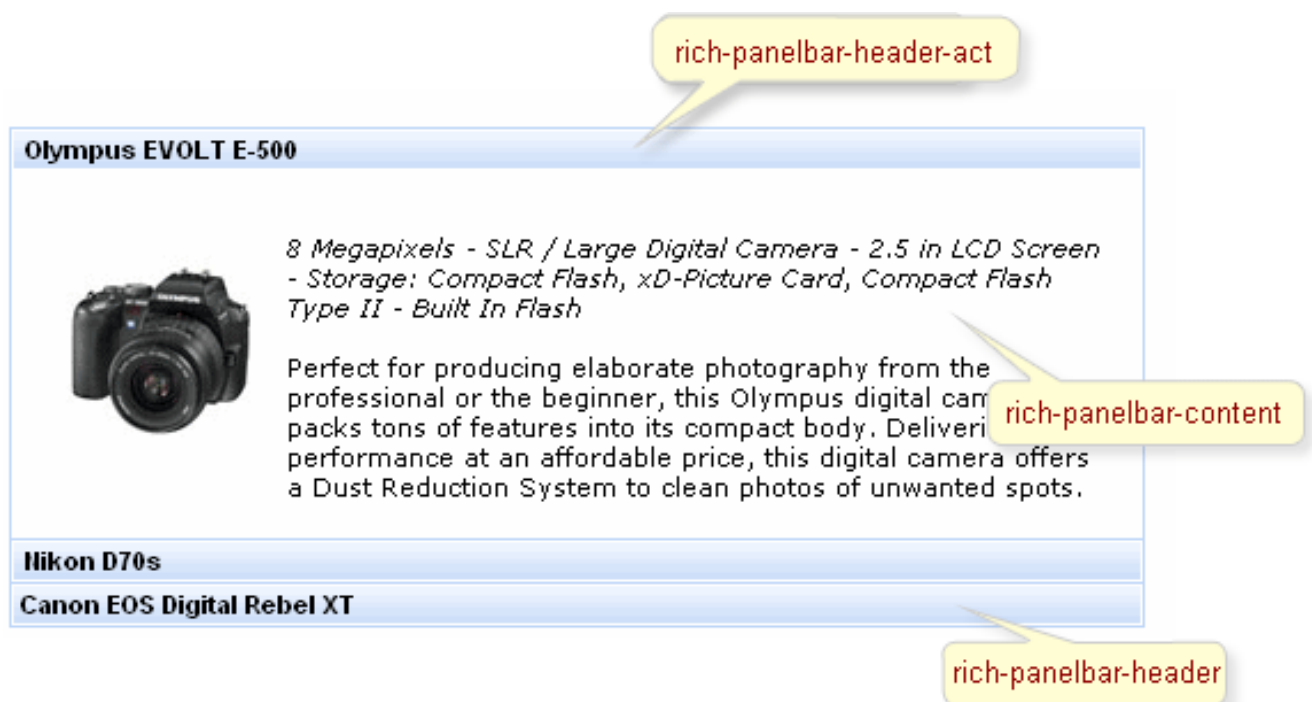 rich-panelbar-header-act
Olympus EVOLT E-500
8 Megapixels - SLR / Large Digital Camera - 2.5 in LCD Screen
- Storage: Compact Flash, xD-Picture Card, Compact Flash
Type II - Built In Flash
OLYMPUS
Perfect for producing elaborate photography from the
professional or the beginner, this Olympus digital cam
packs tons of features into its compact body. Deliveri
rich-panelbar-content
performance at an affordable price, this digital camera offers
a Dust Reduction System to clean photos of unwanted spots.
Nikon D70s
Canon EOS Digital Rebel XT
rich-panelbar-header